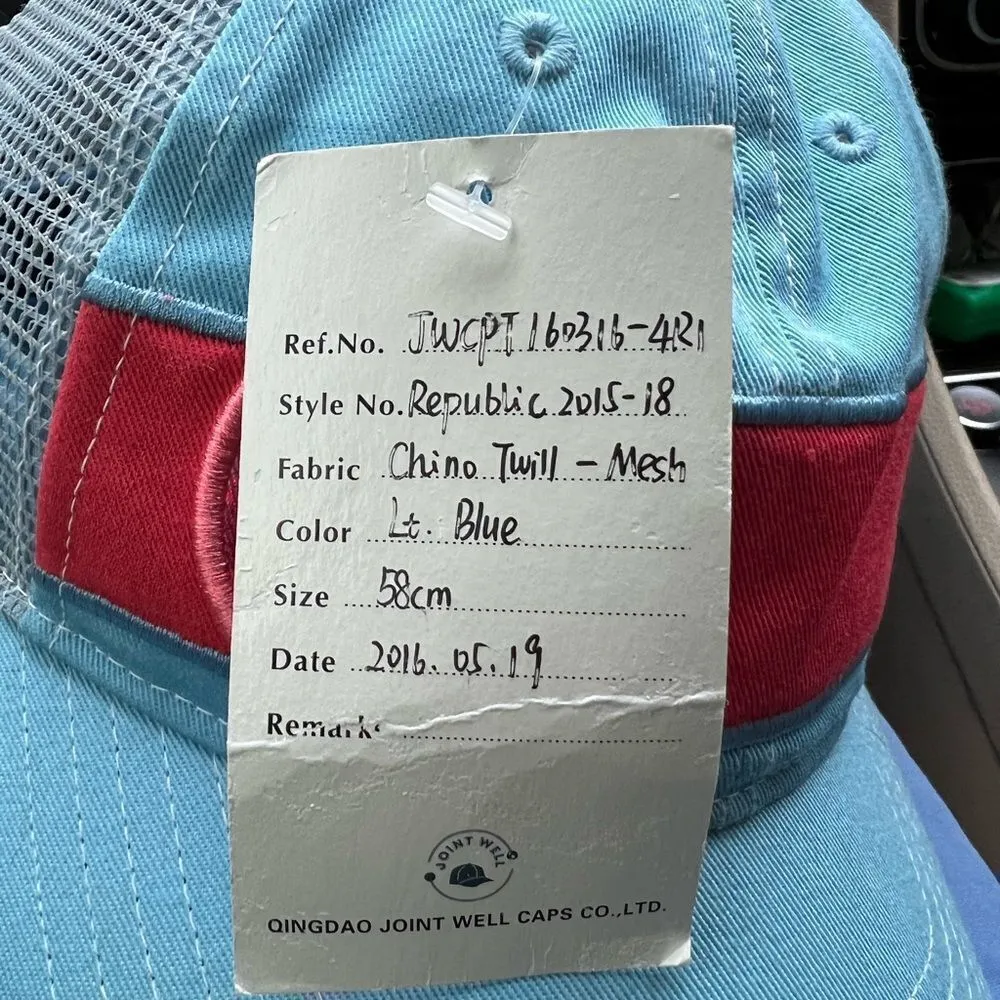 Ref.No. JWCPT160316-4R1
Style No. Republic 2015-18
Fabric Chino Twill - Mesh
Color Lt. Blue
Size 58cm
Date 2016.05.19
Remarks
JOINT WELL
QINGDAO JOINT WELL CAPS CO.,LTD.